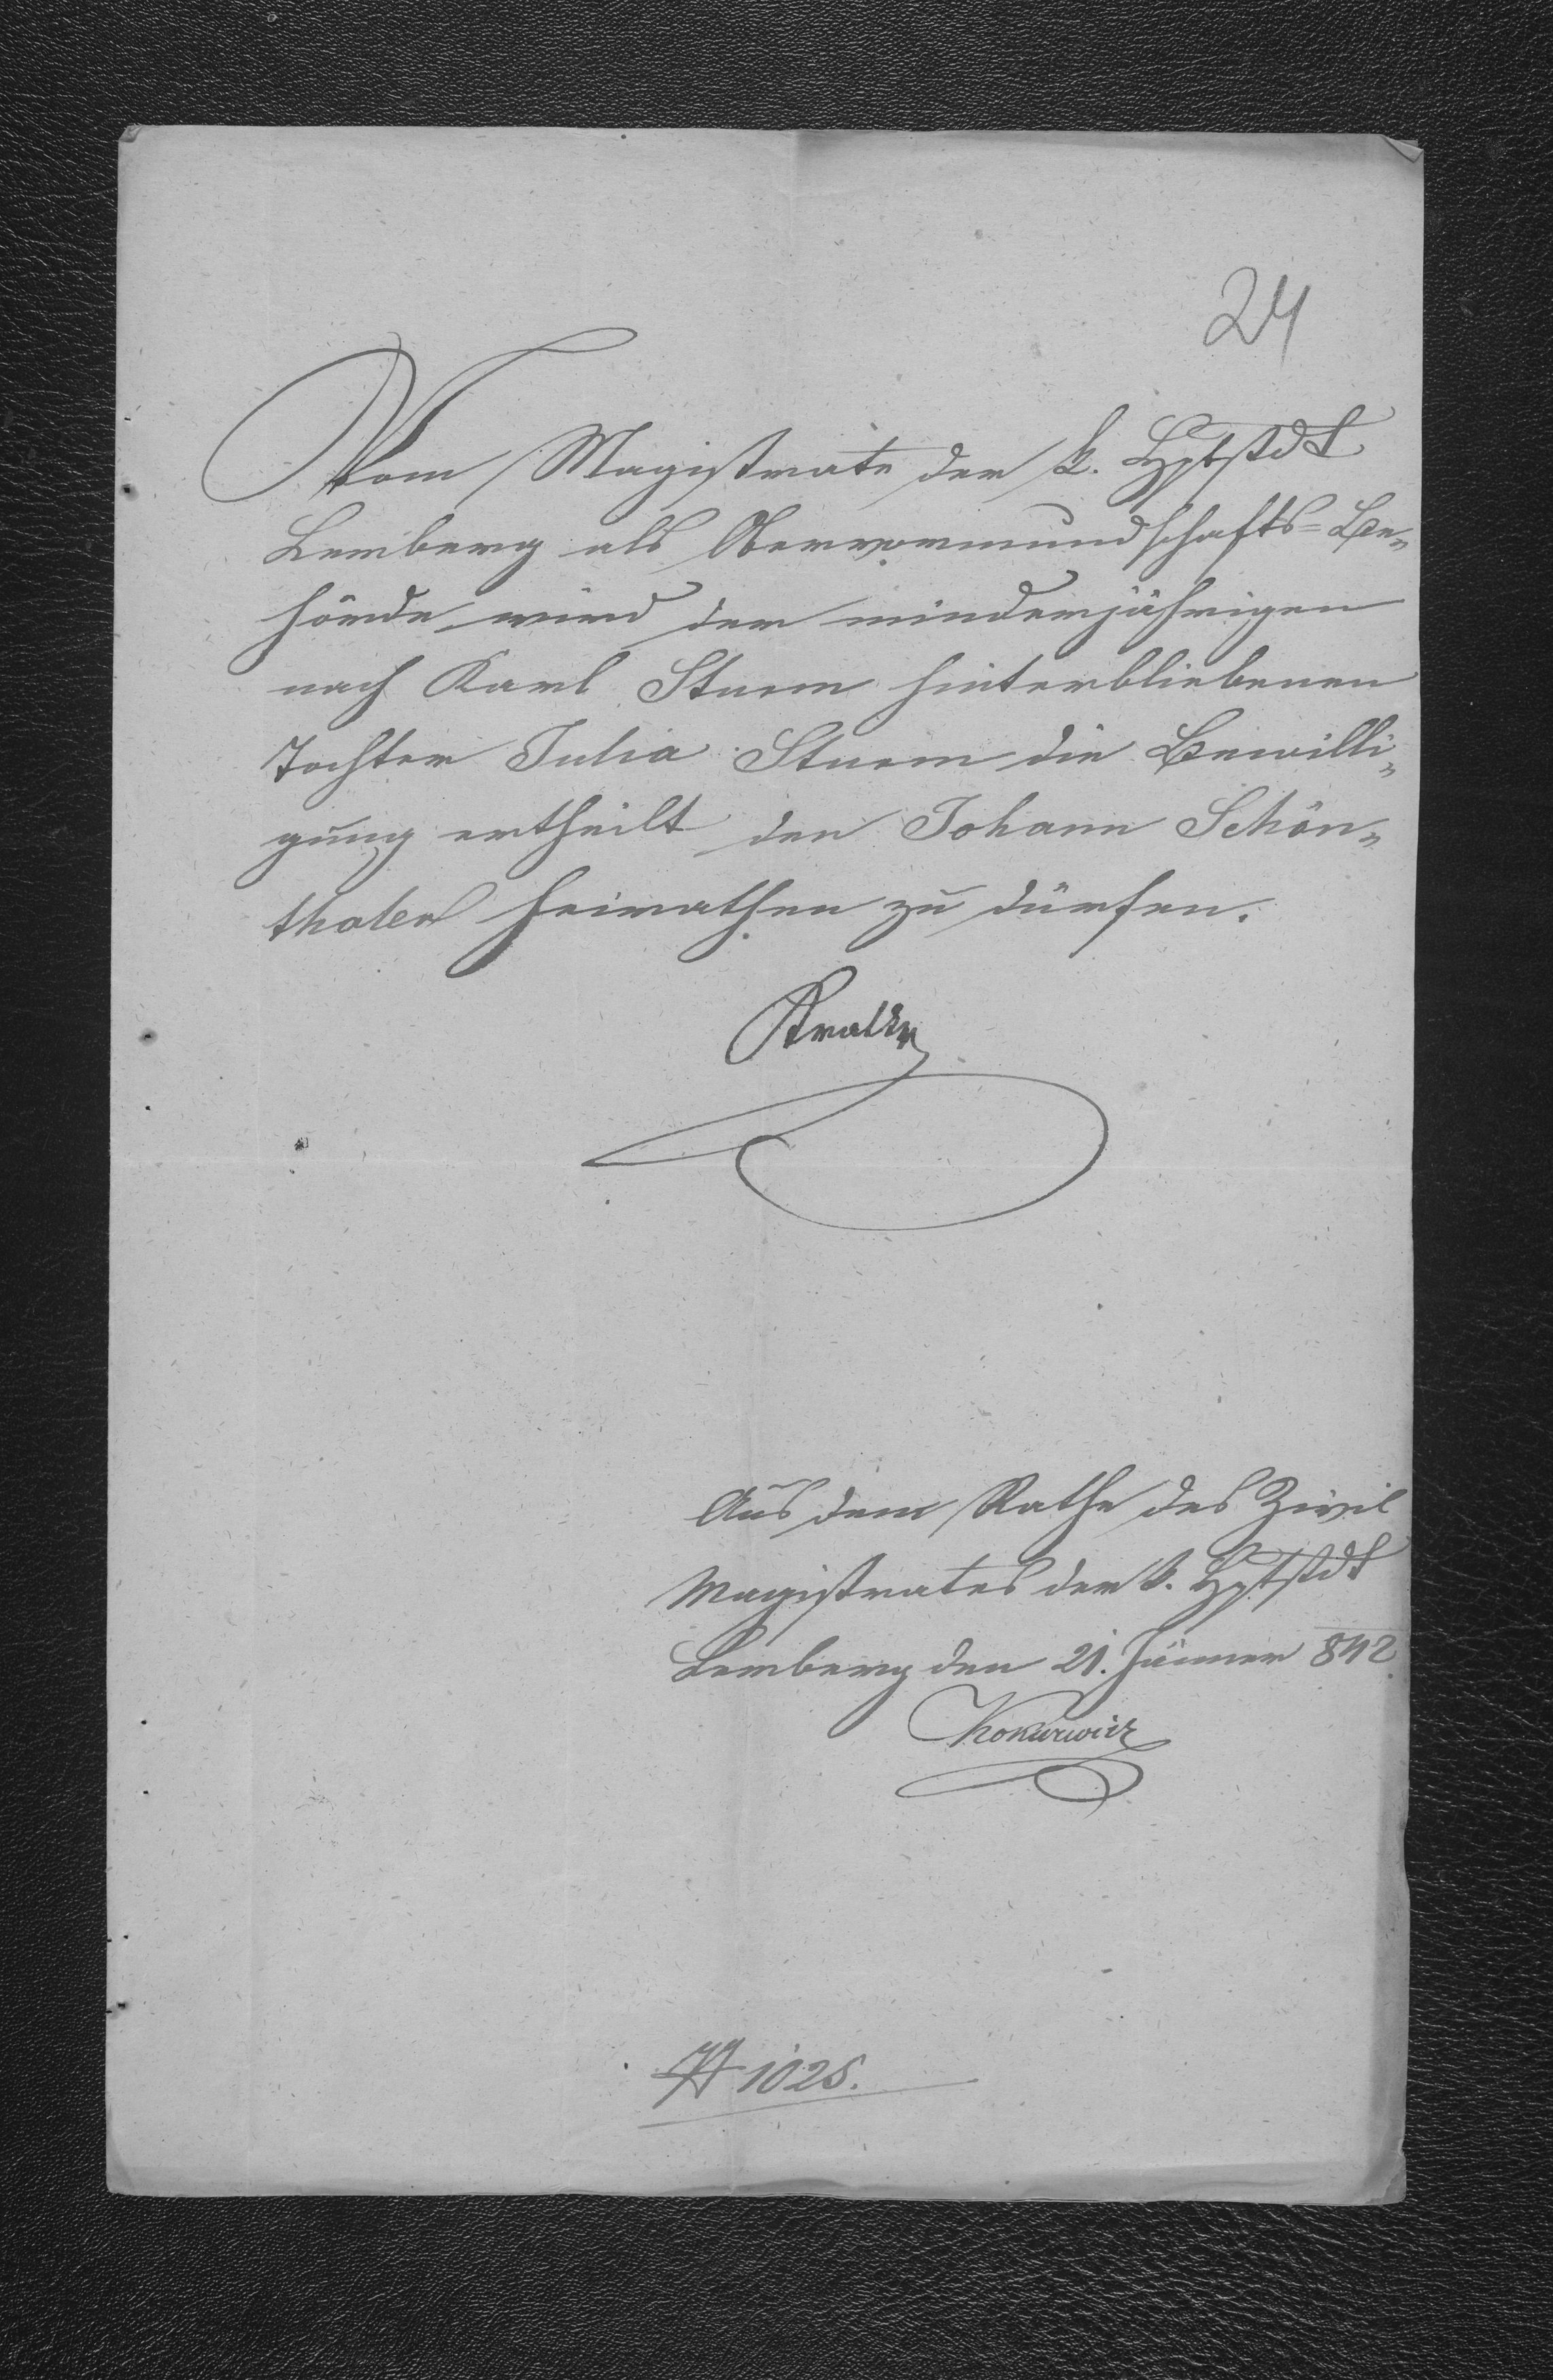 24
Vom Magistrate der k. Hptstdt
Lemberg als Obervormundschafts=Be„
hörde wird der minderjährigen
nach Karl Sturm hinterbliebenen
Tochter Julia Sturm die Bewilli„
gung ertheilt den Johann Schön„
thaler heirathen zu dürfen.
Aus dem Rathe des Zivil
Magistrates der k. Hptstdt
Lemberg den 21. Jänner 842.
1025.